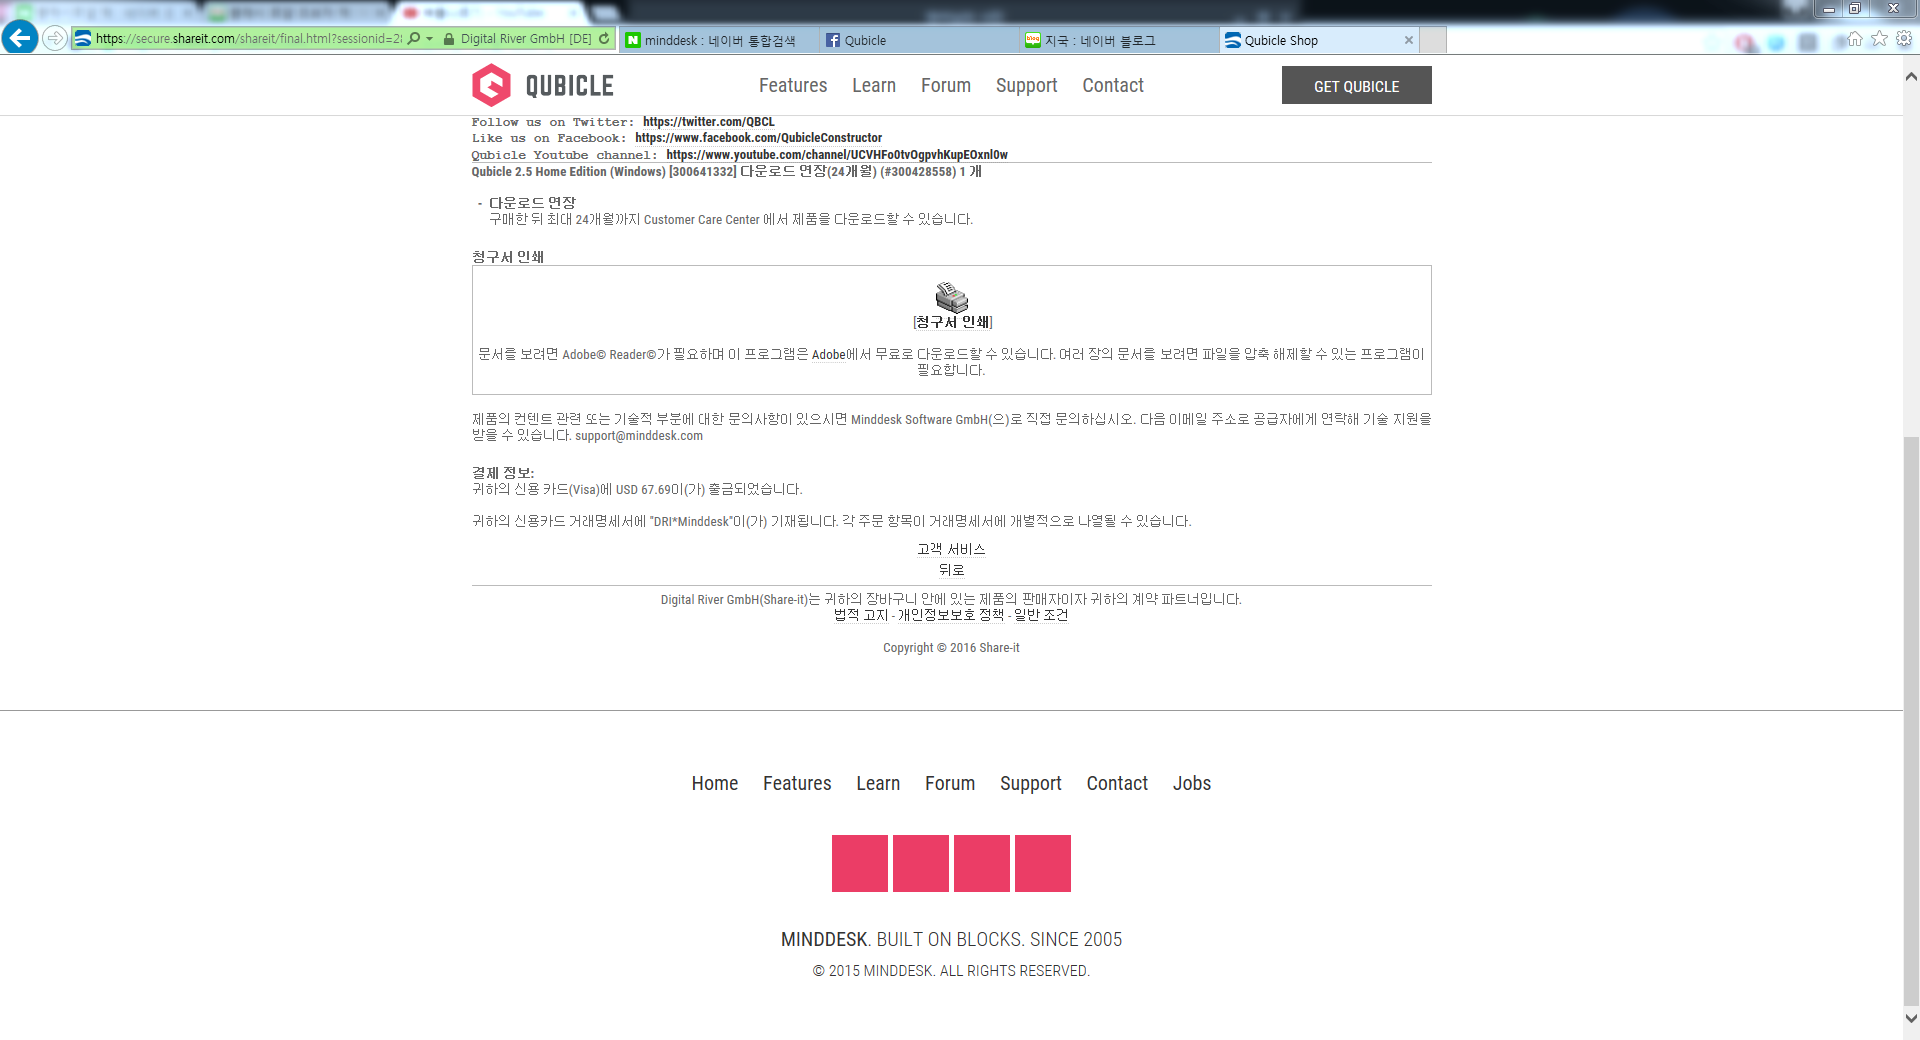 https://secure.shareit.com/shareit/final.html?sessionid=2
Digital River GmbH [DE]
minddesk : 네이버 통합검색
Qubicle
지국 : 네이버 블로그
Qubicle Shop
QUBICLE
Features Learn Forum Support Contact
GET QUBICLE
Follow us on Twitter: https://twitter.com/QBCL
Like us on Facebook: https://www.facebook.com/QubicleConstructor
Qubicle Youtube channel: https://www.youtube.com/channel/UCVHFo0tvOgpvhKupEOxnl0w
Qubicle 2.5 Home Edition (Windows) [300641332] 다운로드 연장(24개월) (#300428558) 1 개
- 다운로드 연장
구매한 뒤 최대 24개월까지 Customer Care Center 에서 제품을 다운로드할 수 있습니다.
청구서 인쇄
[청구서 인쇄]
문서를 보려면 Adobe© Reader©가 필요하며 이 프로그램은 Adobe에서 무료로 다운로드할 수 있습니다. 여러 장의 문서를 보려면 파일을 압축 해제할 수 있는 프로그램이
필요합니다.
제품의 컨텐트 관련 또는 기술적 부분에 대한 문의사항이 있으시면 Minddesk Software GmbH(으)로 직접 문의하십시오. 다음 이메일 주소로 공급자에게 연락해 기술 지원을
받을 수 있습니다. support@minddesk.com
결제 정보:
귀하의 신용 카드(Visa)에 USD 67.69이(가) 출금되었습니다.
귀하의 신용카드 거래명세서에 "DRI*Minddesk"이(가) 기재됩니다. 각 주문 항목이 거래명세서에 개별적으로 나열될 수 있습니다.
고객 서비스
뒤로
Digital River GmbH(Share-it)는 귀하의 장바구니 안에 있는 제품의 판매자이자 귀하의 계약 파트너입니다.
법적 고지 - 개인정보보호 정책 - 일반 조건
Copyright © 2016 Share-it
Home Features Learn Forum Support Contact Jobs
MINDDESK. BUILT ON BLOCKS. SINCE 2005
© 2015 MINDDESK. ALL RIGHTS RESERVED.